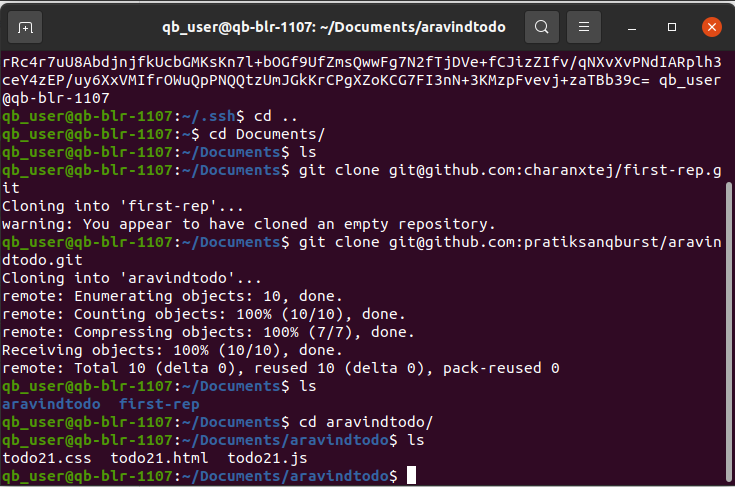 qb_user@qb-blr-1107: ~/Documents/aravindtodo
rRc4r7uU8AbdjnjfkUcbGMKsKn7l+bOGf9UfZmsQwwFg7N2fTjDVe+fCJizZIfv/qNXvXvPNdIARplh3
ceY4zEP/uy6XxVMIfrOWuQpPNQQtzUmJGkKrCPgXZoKCG7FI3nN+3KMzpFvevj+zaTBb39c= qb_user
@qb-blr-1107
qb_user@qb-blr-1107:~/.ssh$ cd ..
qb_user@qb-blr-1107:~$ cd Documents/
qb_user@qb-blr-1107:~/Documents$ ls
qb_user@qb-blr-1107:~/Documents$ git clone git@github.com:charanxtej/first-rep.g
it
Cloning into 'first-rep'...
warning: You appear to have cloned an empty repository.
qb_user@qb-blr-1107:~/Documents$ git clone git@github.com:pratiksanqburst/aravin
dtodo.git
Cloning into 'aravindtodo'...
remote: Enumerating objects: 10, done.
remote: Counting objects: 100% (10/10), done.
remote: Compressing objects: 100% (7/7), done.
Receiving objects: 100% (10/10), done.
remote: Total 10 (delta 0), reused 10 (delta 0), pack-reused 0
qb_user@qb-blr-1107:~/Documents$ ls
aravindtodo  first-rep
qb_user@qb-blr-1107:~/Documents$ cd aravindtodo/
qb_user@qb-blr-1107:~/Documents/aravindtodo$ ls
todo21.css  todo21.html  todo21.js
qb_user@qb-blr-1107:~/Documents/aravindtodo$